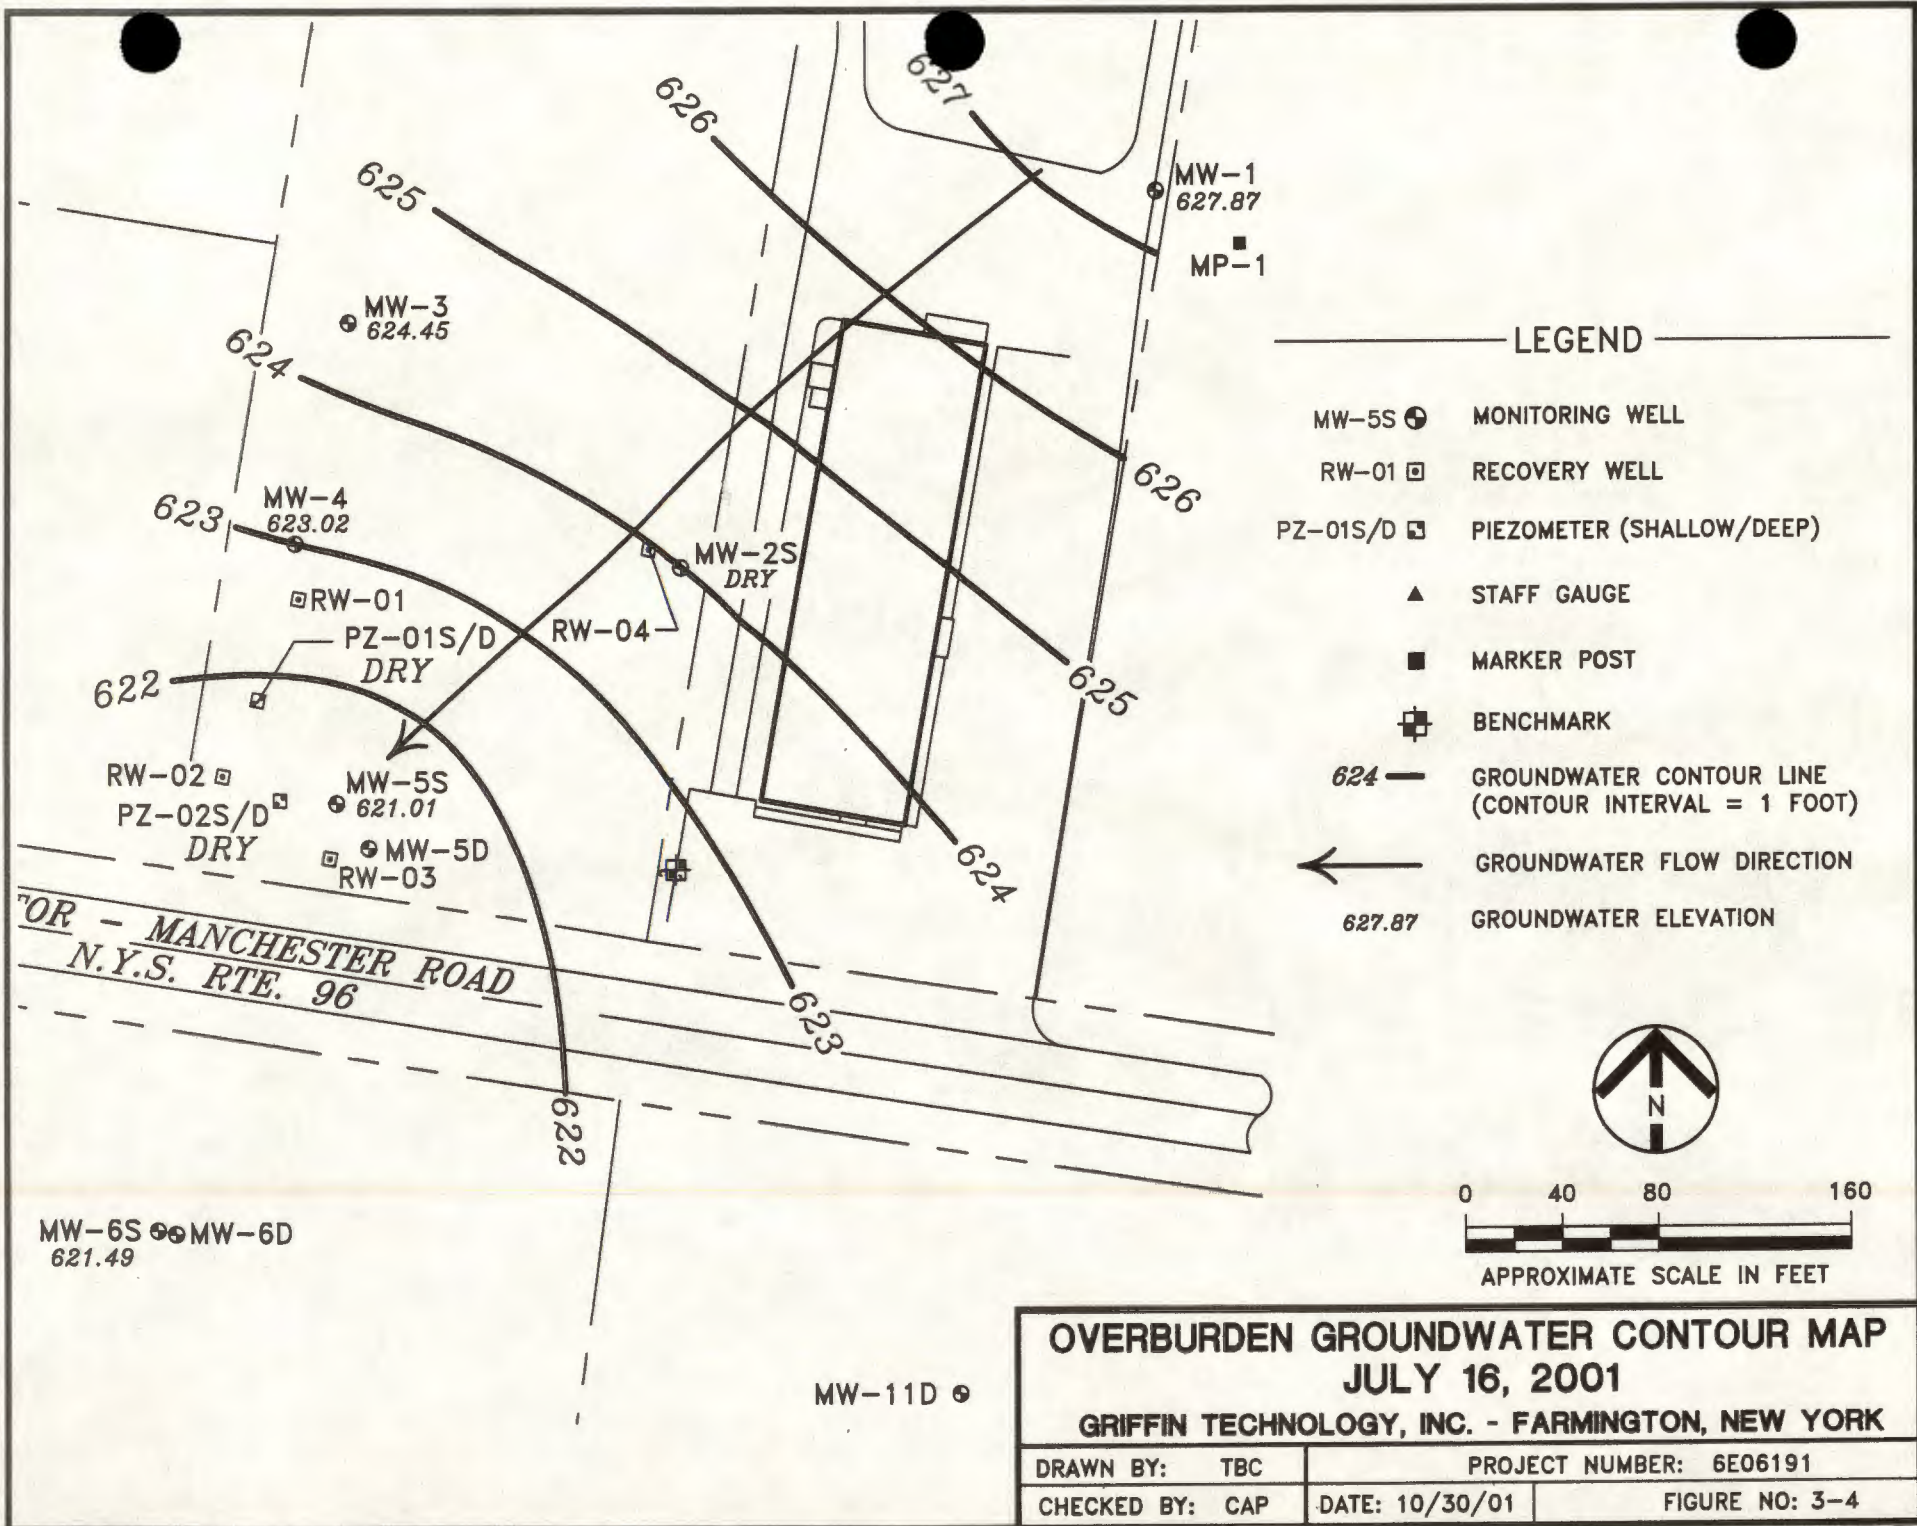 627
626
625
MW-1
627.87
MP-1
MW-3
624.45
624
626
MW-4
623.02
623
MW-2S
DRY
RW-01
RW-04
PZ-01S/D
DRY
622
625
RW-02
MW-5S
621.01
PZ-02S/D
DRY
MW-5D
RW-03
624
TOR - MANCHESTER ROAD
N.Y.S. RTE. 96
623
622
MW-6S
MW-6D
621.49
MW-11D
LEGEND
MW-5S MONITORING WELL
RW-01 RECOVERY WELL
PZ-01S/D PIEZOMETER (SHALLOW/DEEP)
STAFF GAUGE
MARKER POST
BENCHMARK
624 GROUNDWATER CONTOUR LINE
(CONTOUR INTERVAL = 1 FOOT)
GROUNDWATER FLOW DIRECTION
627.87 GROUNDWATER ELEVATION
N
0 40 80 160
APPROXIMATE SCALE IN FEET
OVERBURDEN GROUNDWATER CONTOUR MAP
JULY 16, 2001
GRIFFIN TECHNOLOGY, INC. - FARMINGTON, NEW YORK
DRAWN BY: TBC
PROJECT NUMBER: 6E06191
CHECKED BY: CAP
DATE: 10/30/01
FIGURE NO: 3-4